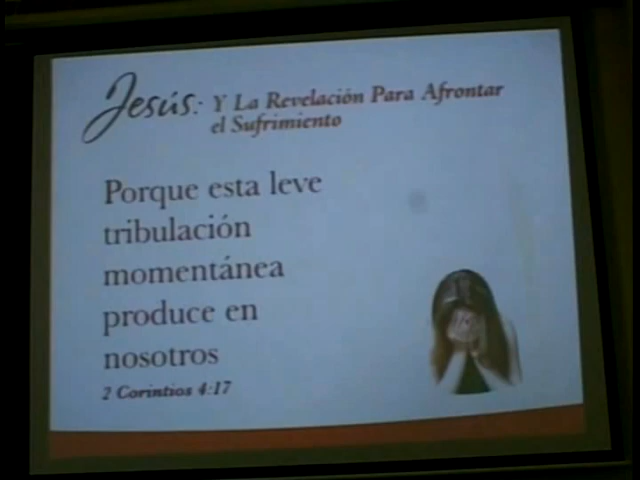 Jesús: Y La Revelación Para Afrontar
el Sufrimiento
Porque esta leve
tribulación
momentánea
produce en
nosotros
2 Corintios 4:17